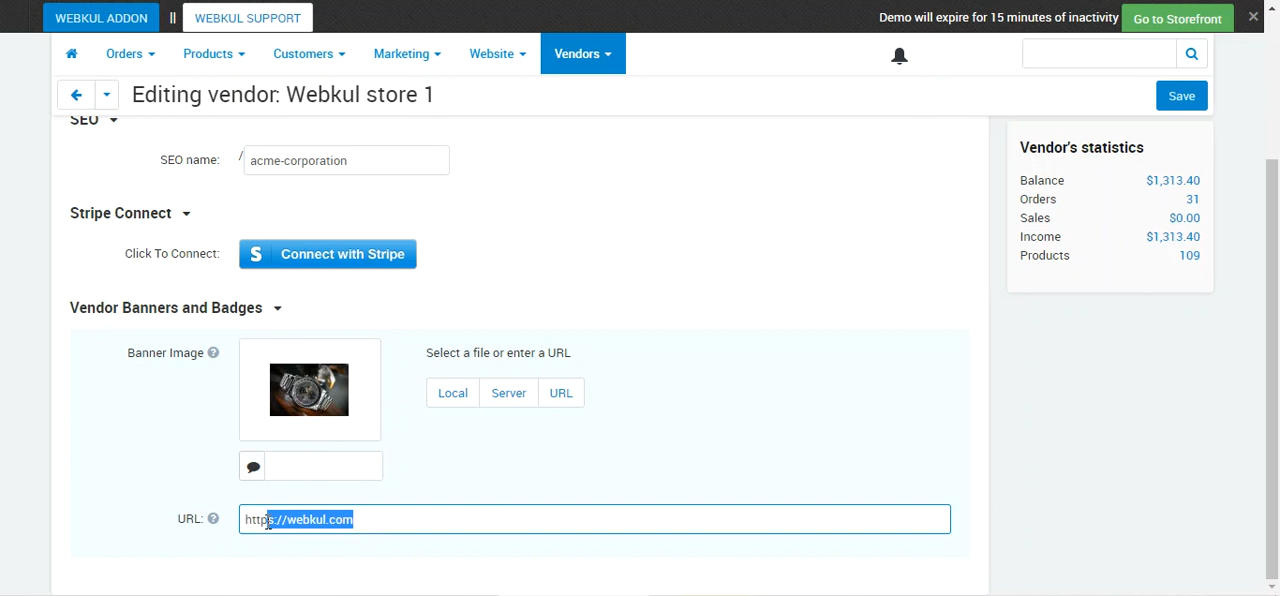 WEBKUL ADDON || WEBKUL SUPPORT Demo will expire for 15 minutes of inactivity Go to Storefront
Orders Products Customers Marketing Website Vendors
Editing vendor: Webkul store 1 Save
SEO
SEO name: / acme-corporation
Stripe Connect
Click To Connect: S Connect with Stripe
Vendor Banners and Badges
Banner Image ? Select a file or enter a URL
Local Server URL
URL: ? https://webkul.com
Vendor's statistics
Balance $1,313.40
Orders 31
Sales $0.00
Income $1,313.40
Products 109